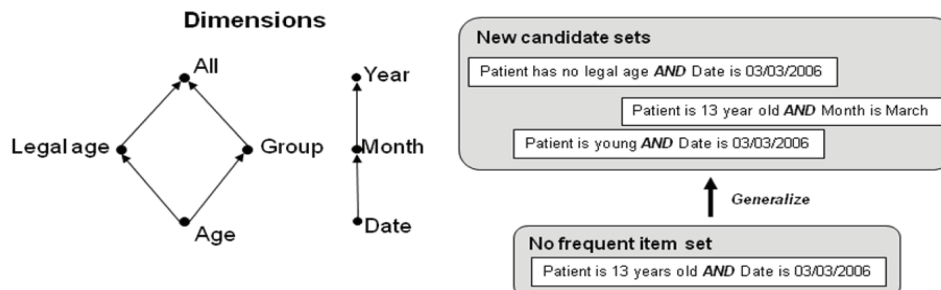 Dimensions
All
Legal age
Group
Age
Year
Month
Date
New candidate sets
Patient has no legal age AND Date is 03/03/2006
Patient is 13 year old AND Month is March
Patient is young AND Date is 03/03/2006
Generalize
No frequent item set
Patient is 13 years old AND Date is 03/03/2006